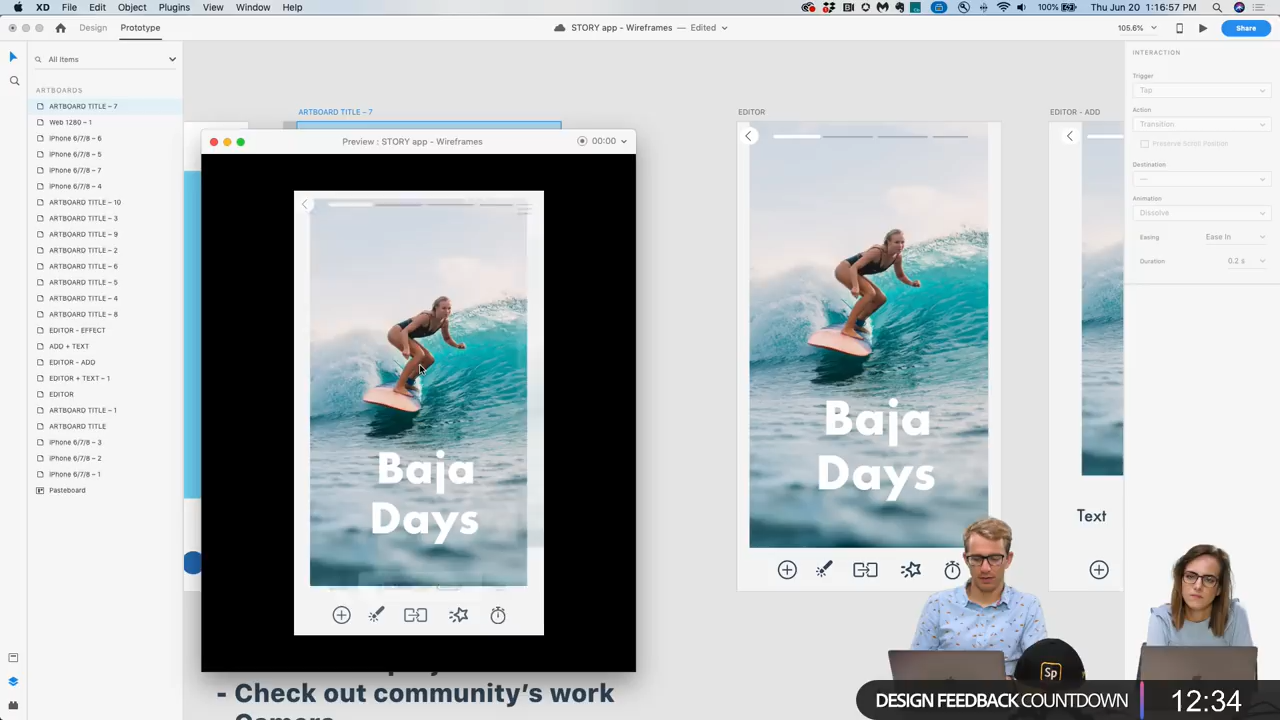 XD File Edit Object Plugins View Window Help
100% Thu Jun 20 1:16:57 PM
Design Prototype
STORY app - Wireframes — Edited
105.6%
Share
All Items
ARTBOARDS
ARTBOARD TITLE – 7
Web 1280 – 1
iPhone 6/7/8 – 6
iPhone 6/7/8 – 5
iPhone 6/7/8 – 7
iPhone 6/7/8 – 4
ARTBOARD TITLE – 10
ARTBOARD TITLE – 3
ARTBOARD TITLE – 9
ARTBOARD TITLE – 2
ARTBOARD TITLE – 6
ARTBOARD TITLE – 5
ARTBOARD TITLE – 4
ARTBOARD TITLE – 8
EDITOR - EFFECT
ADD + TEXT
EDITOR - ADD
EDITOR + TEXT – 1
EDITOR
ARTBOARD TITLE – 1
ARTBOARD TITLE
iPhone 6/7/8 – 3
iPhone 6/7/8 – 2
iPhone 6/7/8 – 1
Pasteboard
ARTBOARD TITLE – 7
Preview : STORY app - Wireframes
00:00
Baja
Days
EDITOR
Baja
Days
EDITOR - ADD
Text
- Check out community's work
INTERACTION
Trigger
Tap
Action
Transition
Preserve Scroll Position
Destination
---
Animation
Dissolve
Easing Ease In
Duration 0.2 s
Sp
DESIGN FEEDBACK COUNTDOWN 12:34